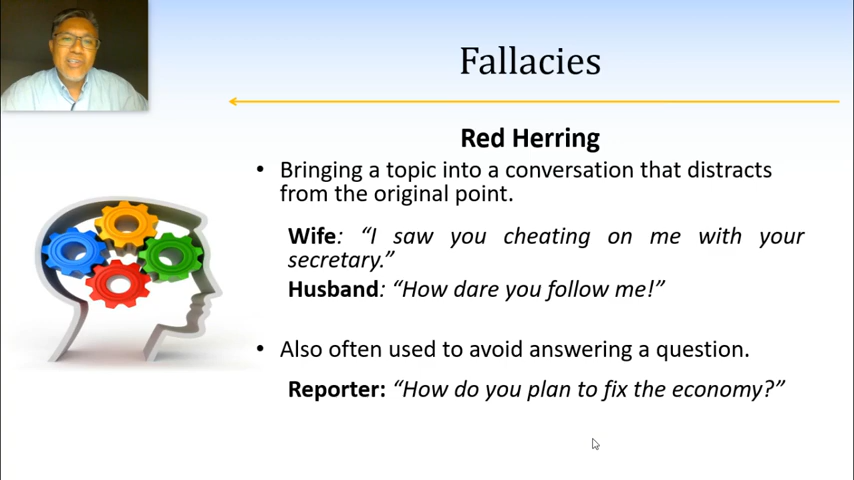 Fallacies
Red Herring
• Bringing a topic into a conversation that distracts
from the original point.
Wife: “I saw you cheating on me with your
secretary.”
Husband: “How dare you follow me!”
• Also often used to avoid answering a question.
Reporter: “How do you plan to fix the economy?”